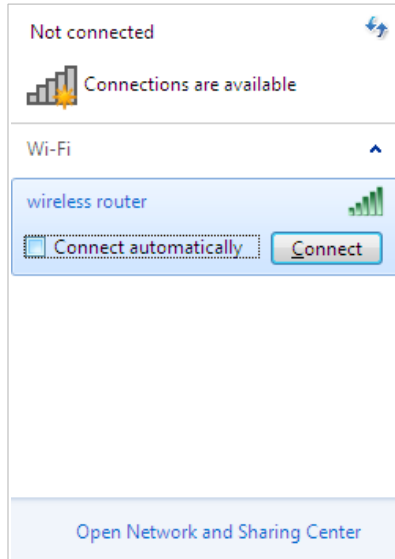 Not connected
Connections are available
Wi-Fi
wireless router
Connect automatically Connect
Open Network and Sharing Center